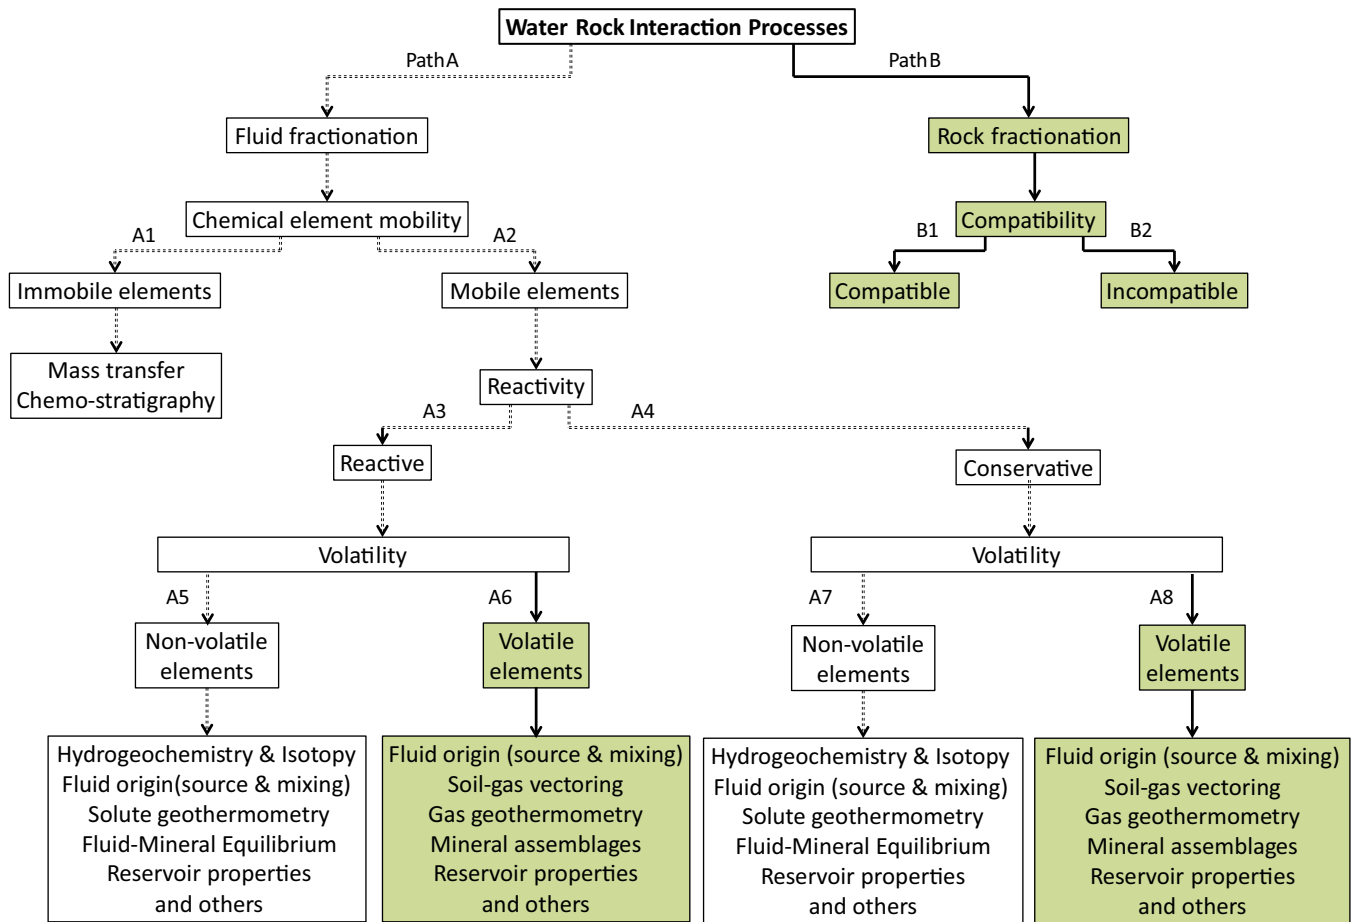 Water Rock Interaction Processes
Path A
Path B
Fluid fractionation
Rock fractionation
Chemical element mobility
Compatibility
A1
A2
B1
B2
Immobile elements
Mobile elements
Compatible
Incompatible
Mass transfer
Chemo-stratigraphy
Reactivity
A3
A4
Reactive
Conservative
Volatility
Volatility
A5
A6
A7
A8
Non-volatile
elements
Volatile
elements
Non-volatile
elements
Volatile
elements
Hydrogeochemistry & Isotopy
Fluid origin(source & mixing)
Solute geothermometry
Fluid-Mineral Equilibrium
Reservoir properties
and others
Fluid origin (source & mixing)
Soil-gas vectoring
Gas geothermometry
Mineral assemblages
Reservoir properties
and others
Hydrogeochemistry & Isotopy
Fluid origin (source & mixing)
Solute geothermometry
Fluid-Mineral Equilibrium
Reservoir properties
and others
Fluid origin (source & mixing)
Soil-gas vectoring
Gas geothermometry
Mineral assemblages
Reservoir properties
and others